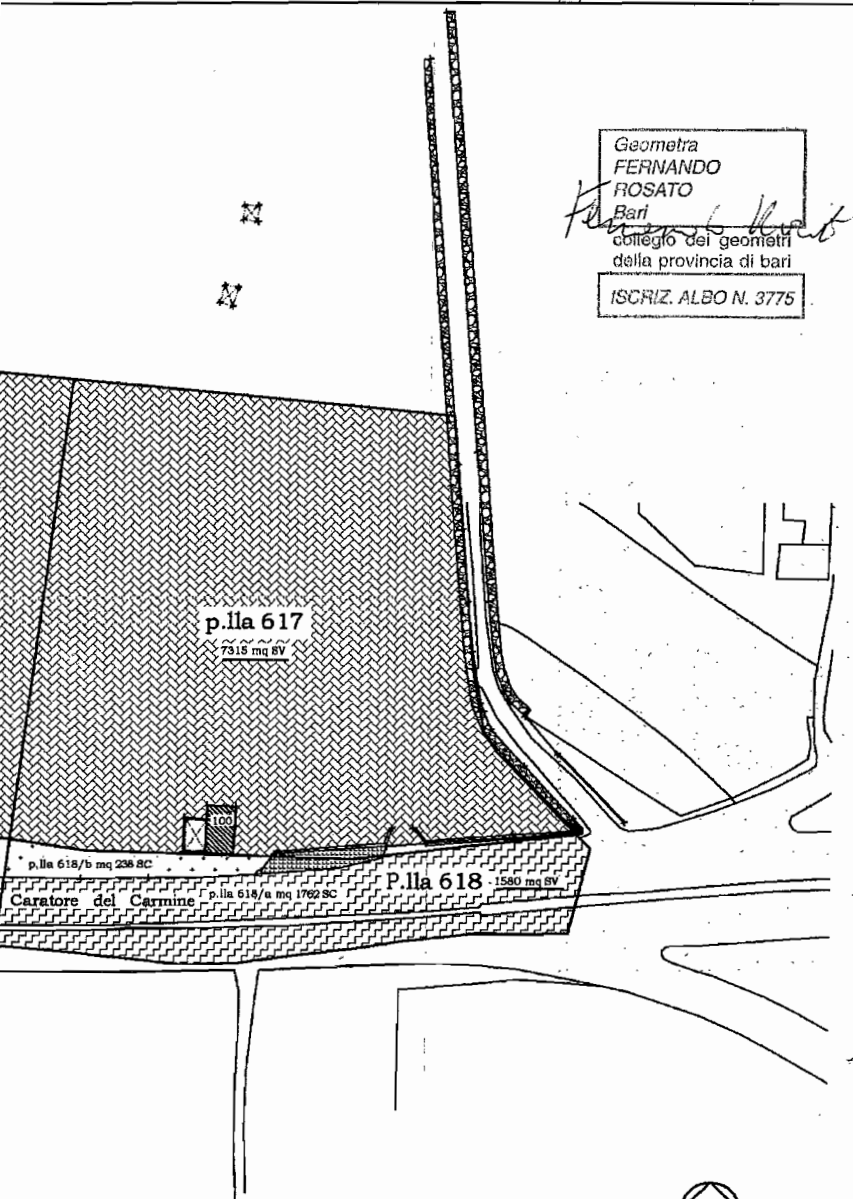 Geometra
FERNANDO
ROSATO
Bari
collegio dei geometri
della provincia di bari
ISCRIZ. ALBO N. 3775
p.lla 617
7315 mq SV
100
p.lla 618/b mq 238 SC
P.lla 618 1580 mq SV
Caratore del Carmine p.lla 618/a mq 1762 SC